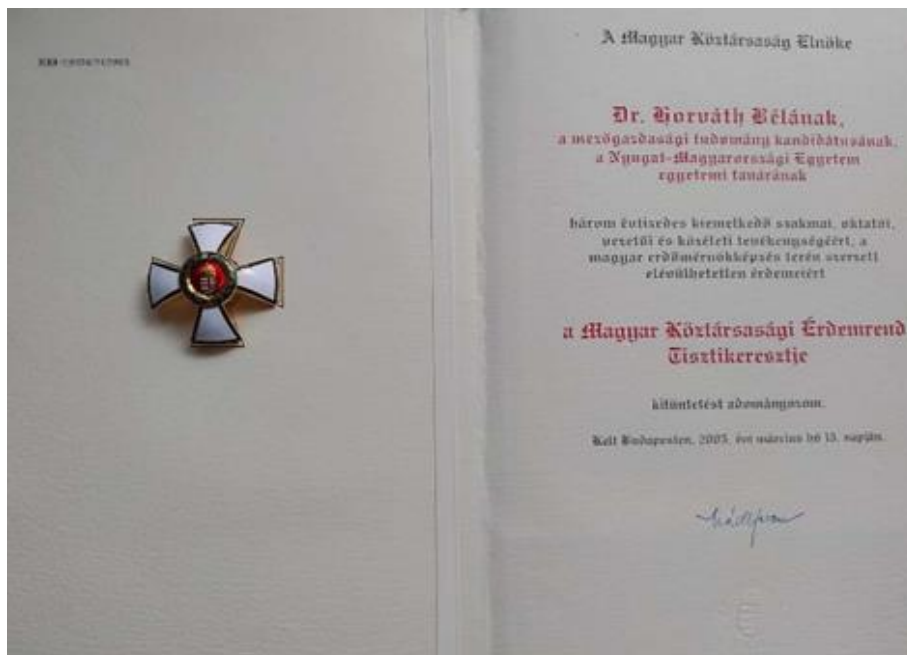 A Magyar Köztársaság Elnöke
Dr. Horváth Bélának,
a mezőgazdasági tudomány kandidátusának,
a Nyugat-Magyarországi Egyetem
egyetemi tanárának
három évtizedes kiemelkedő szakmai, oktatói,
vezetői és közéleti tevékenységéért, a
magyar erdőmérnökképzés terén szerzett
elévülhetetlen érdemeiért
a Magyar Köztársasági Érdemrend
Tisztikeresztje
kitüntetést adományozom.
Kelt Budapesten, 2005. évi március hó 15. napján.